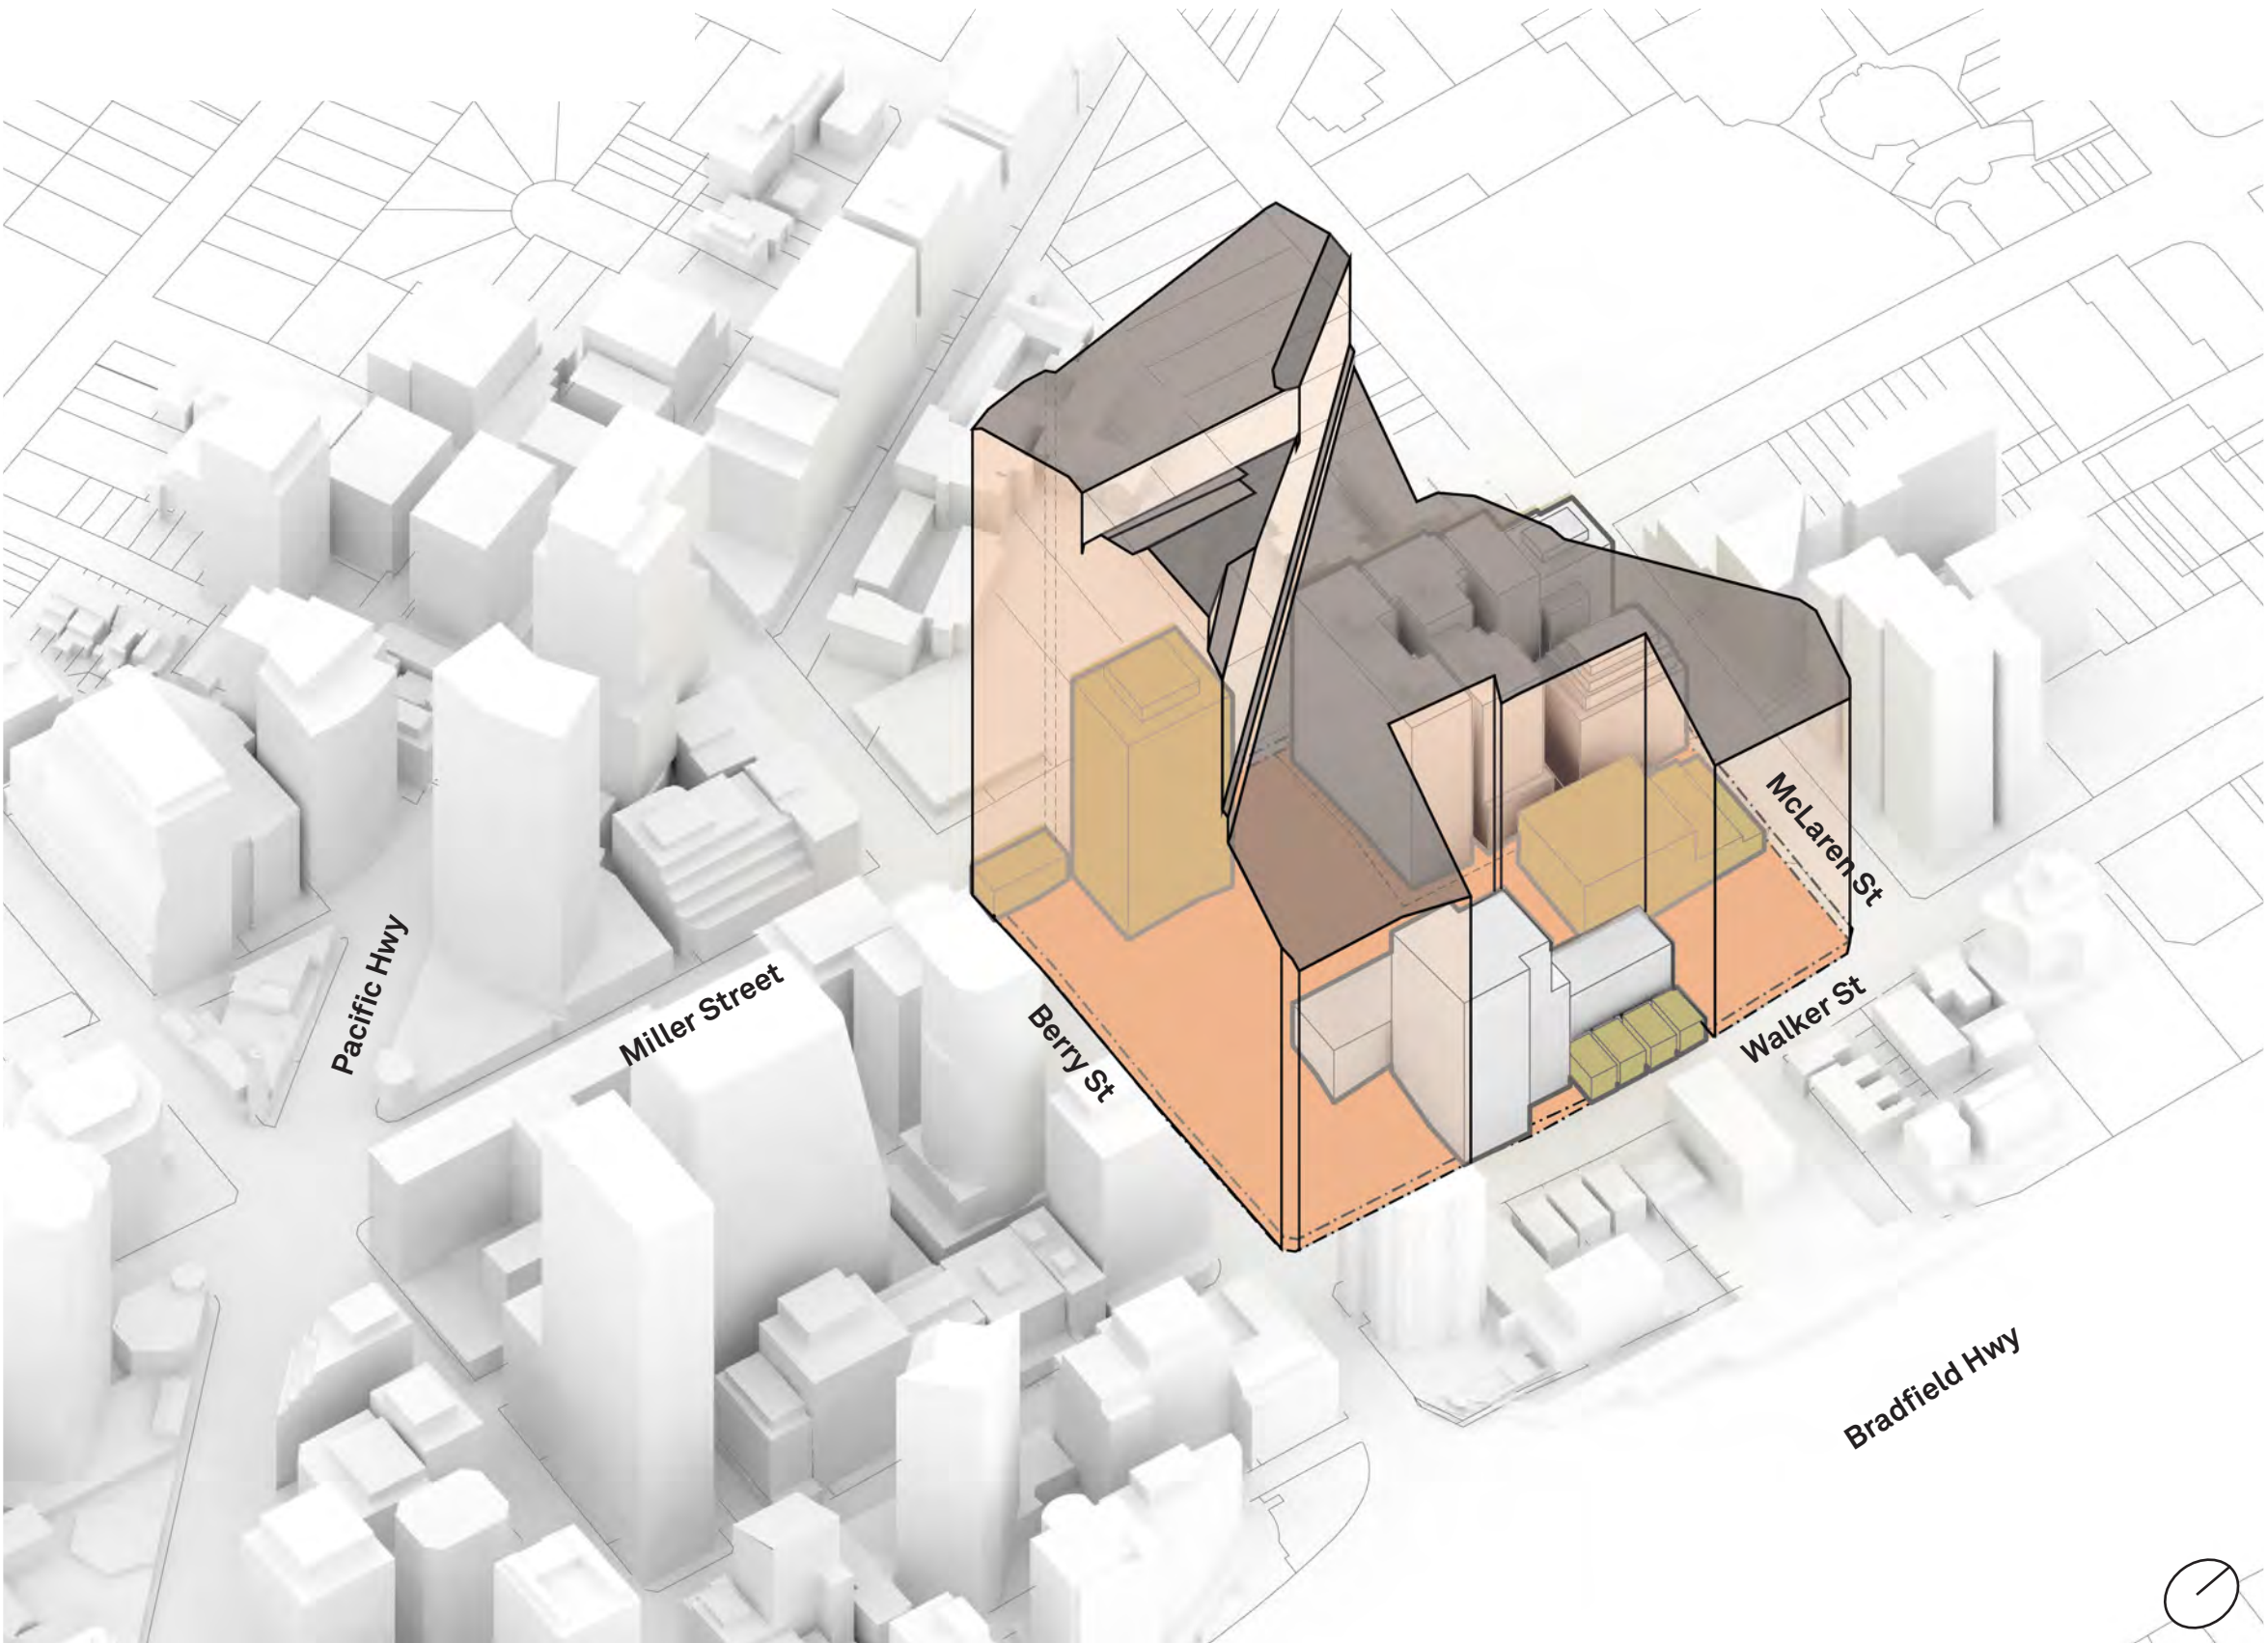 McLaren St
Pacific Hwy
Miller Street
Berry St
Walker St
Bradfield Hwy